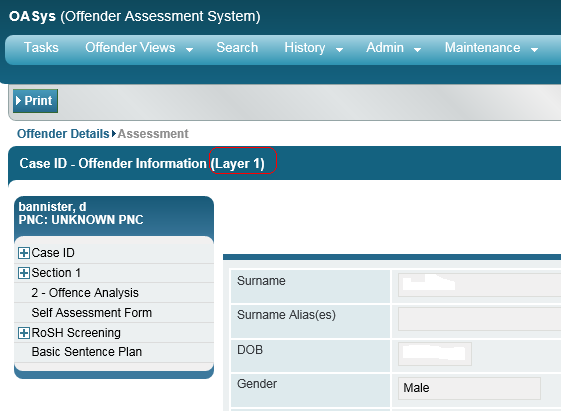 OASys (Offender Assessment System)
Tasks Offender Views Search History Admin Maintenance
Print
Offender Details Assessment
Case ID - Offender Information (Layer 1)
bannister, d
PNC: UNKNOWN PNC
Case ID
Section 1
2 - Offence Analysis
Self Assessment Form
RoSH Screening
Basic Sentence Plan
Surname
Surname Alias(es)
DOB
Gender Male